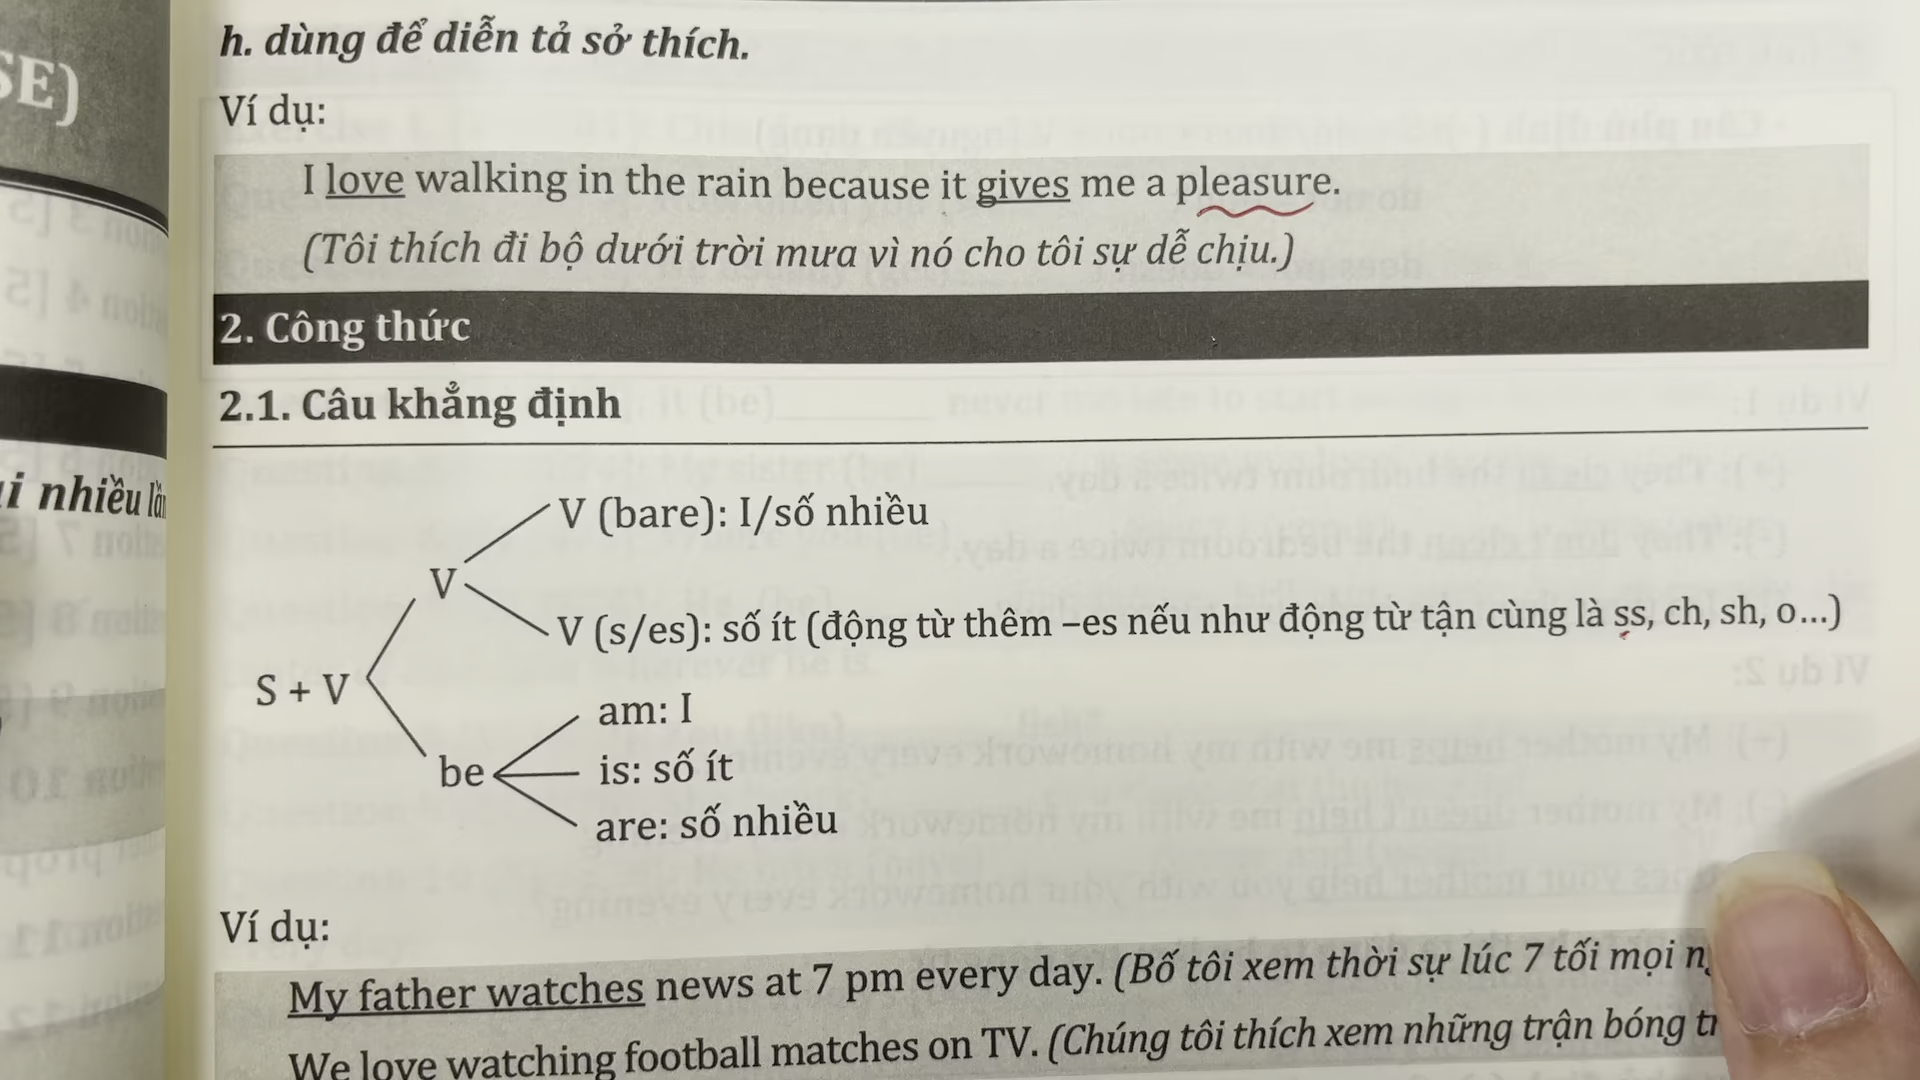 SE)
h. dùng để diễn tả sở thích.
Ví dụ:
I love walking in the rain because it gives me a pleasure.
(Tôi thích đi bộ dưới trời mưa vì nó cho tôi sự dễ chịu.)
2. Công thức
2.1. Câu khẳng định
nhiều
V (bare): I/số nhiều
V
V (s/es): số ít (động từ thêm –es nếu như động từ tận cùng là ss, ch, sh, o...)
S + V
am: I
be
is: số ít
are: số nhiều
Ví dụ:
My father watches news at 7 pm every day. (Bố tôi xem thời sự lúc 7 tối mọi
We love watching football matches on TV. (Chúng tôi thích xem những trận bóng